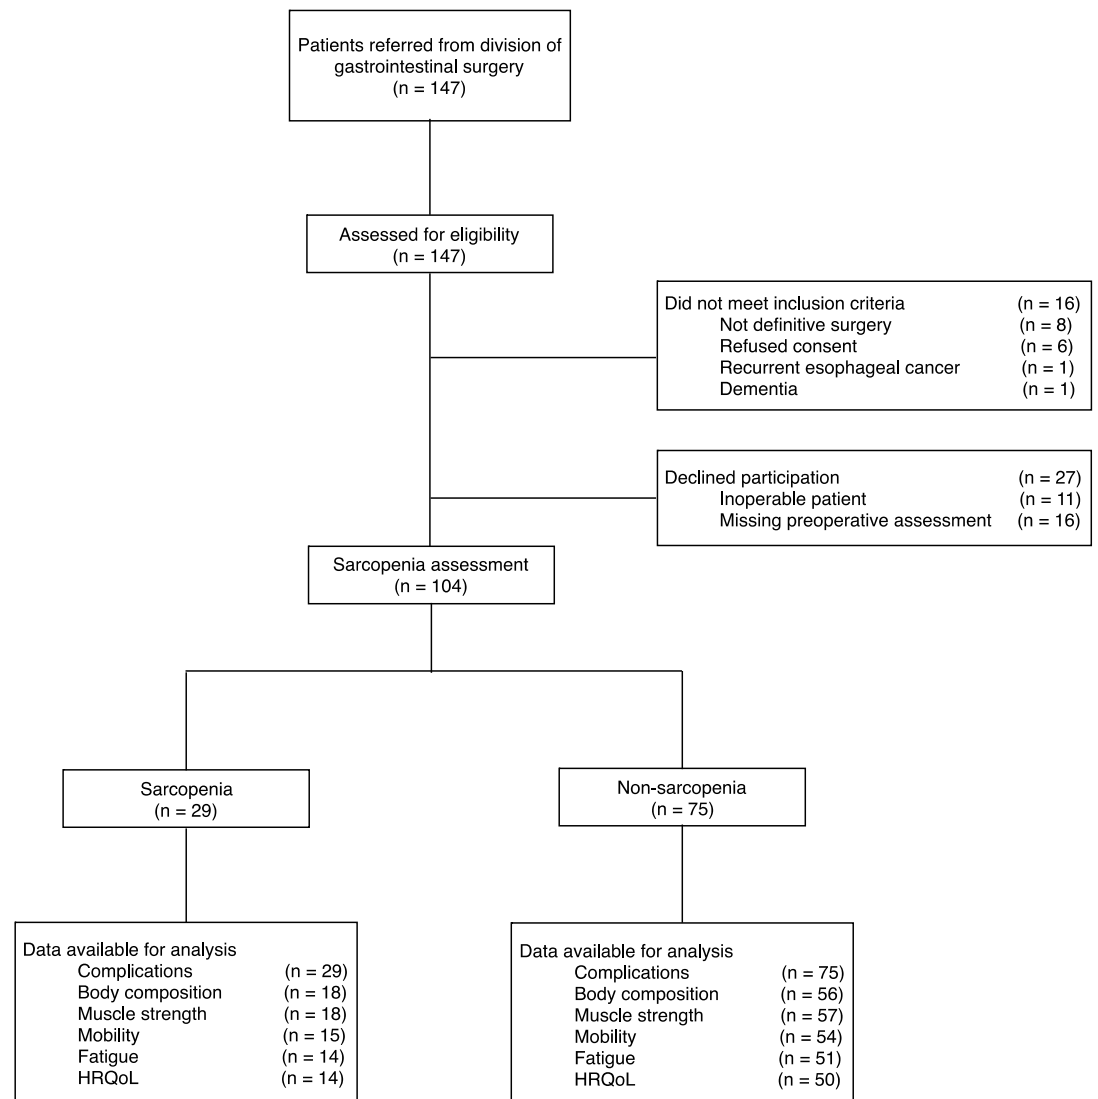 Patients referred from division of
gastrointestinal surgery
(n = 147)
Assessed for eligibility
(n = 147)
Did not meet inclusion criteria (n = 16)
Not definitive surgery (n = 8)
Refused consent (n = 6)
Recurrent esophageal cancer (n = 1)
Dementia (n = 1)
Declined participation (n = 27)
Inoperable patient (n = 11)
Missing preoperative assessment (n = 16)
Sarcopenia assessment
(n = 104)
Sarcopenia
(n = 29)
Non-sarcopenia
(n = 75)
Data available for analysis
Complications (n = 29)
Body composition (n = 18)
Muscle strength (n = 18)
Mobility (n = 15)
Fatigue (n = 14)
HRQoL (n = 14)
Data available for analysis
Complications (n = 75)
Body composition (n = 56)
Muscle strength (n = 57)
Mobility (n = 54)
Fatigue (n = 51)
HRQoL (n = 50)